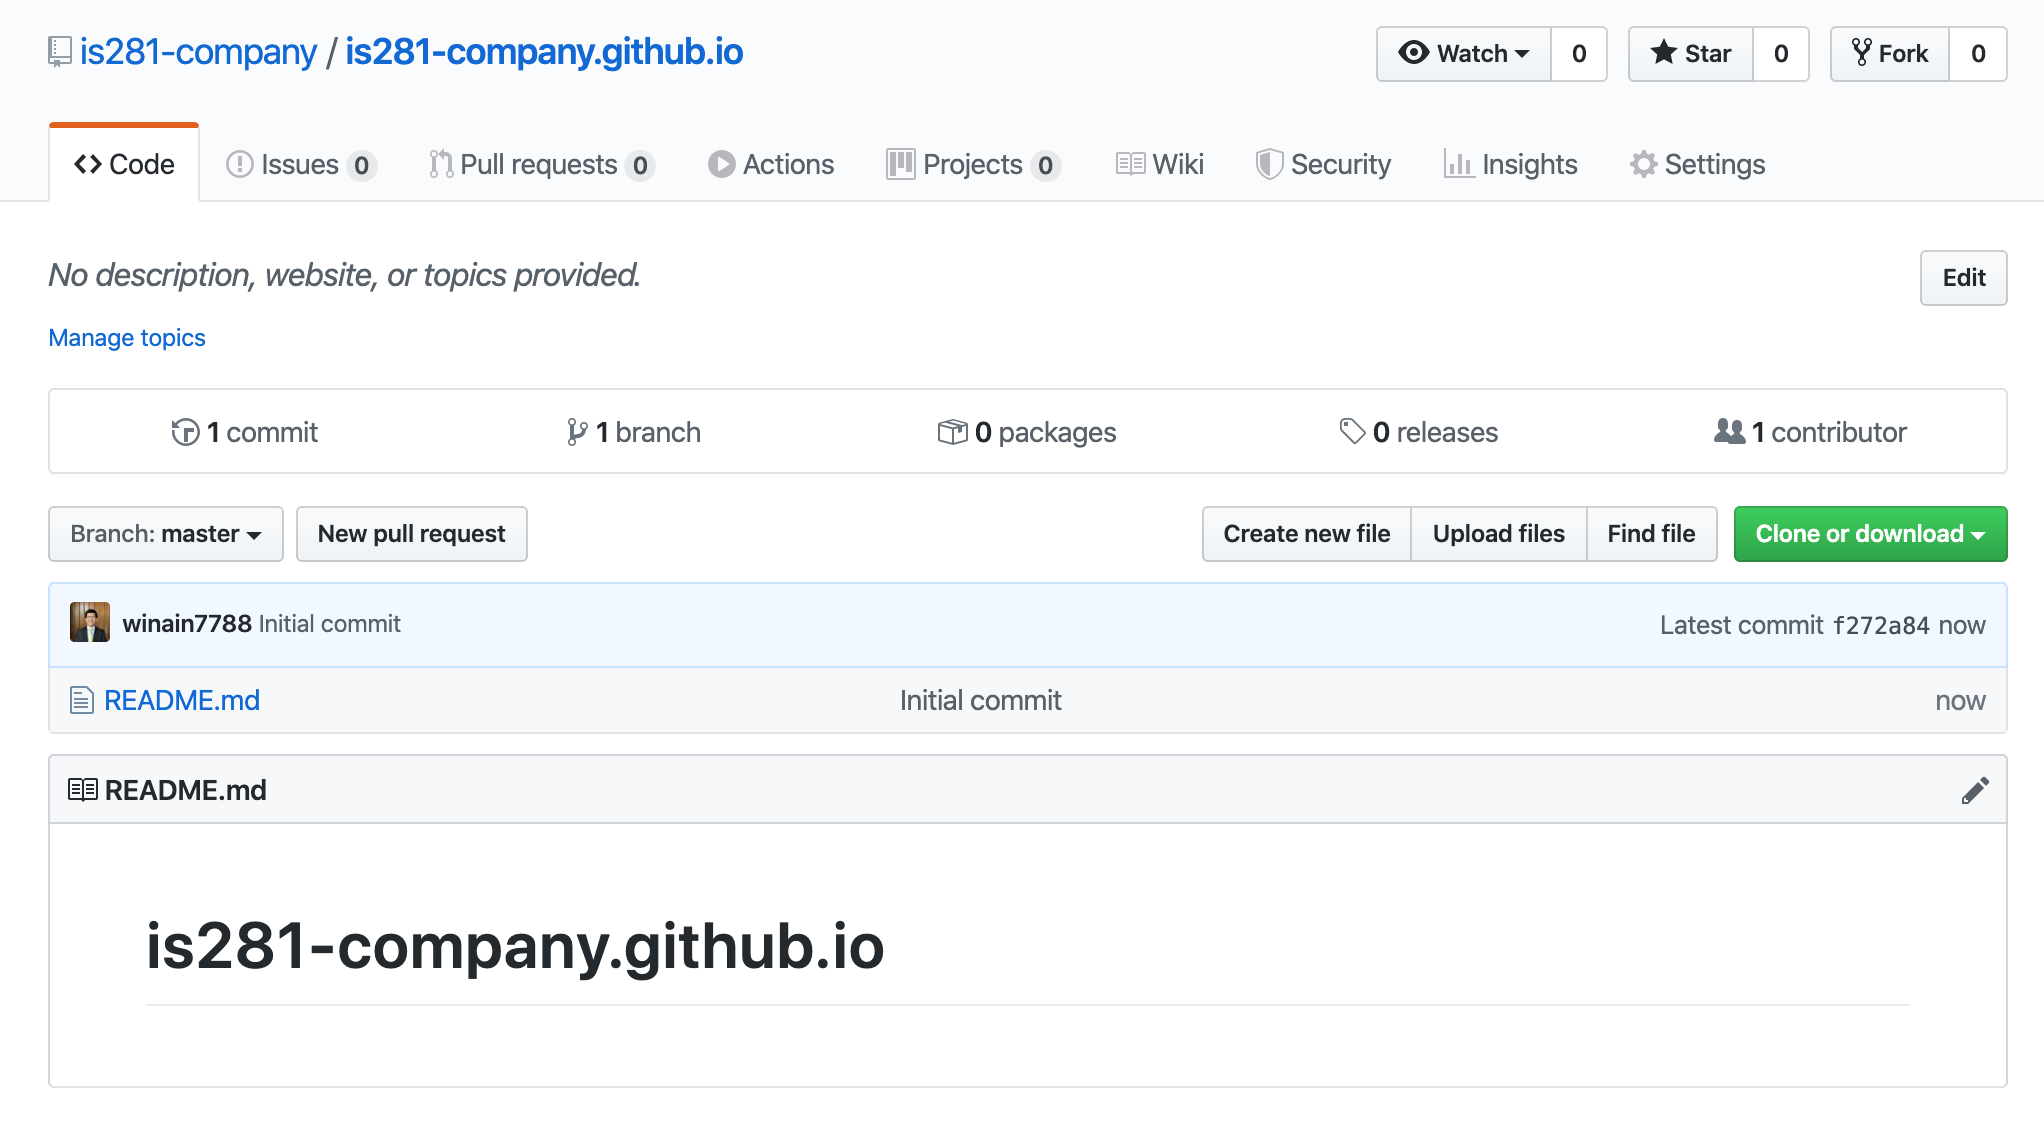 is281-company / is281-company.github.io Watch 0 Star 0 Fork 0
Code Issues 0 Pull requests 0 Actions Projects 0 Wiki Security Insights Settings
No description, website, or topics provided. Edit
Manage topics
1 commit 1 branch 0 packages 0 releases 1 contributor
Branch: master New pull request Create new file Upload files Find file Clone or download
winain7788 Initial commit Latest commit f272a84 now
README.md Initial commit now
README.md
is281-company.github.io